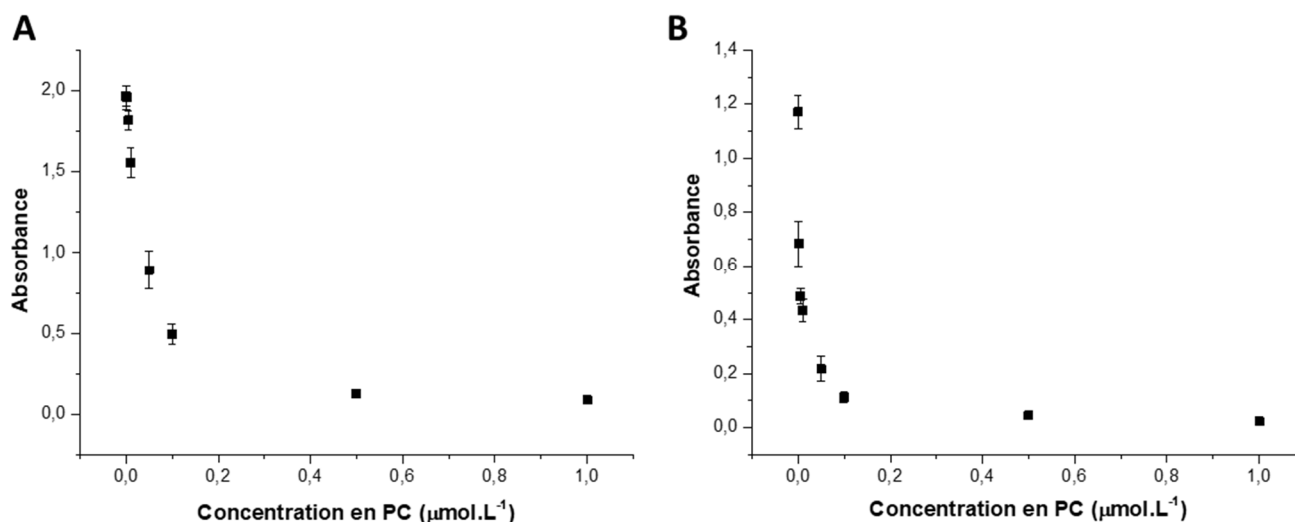 A
2,0
1,5
1,0
0,5
0,0
Absorbance
0,0 0,2 0,4 0,6 0,8 1,0
Concentration en PC (μmol.L⁻¹)
B
1,4
1,2
1,0
0,8
0,6
0,4
0,2
0,0
Absorbance
0,0 0,2 0,4 0,6 0,8 1,0
Concentration en PC (μmol.L⁻¹)